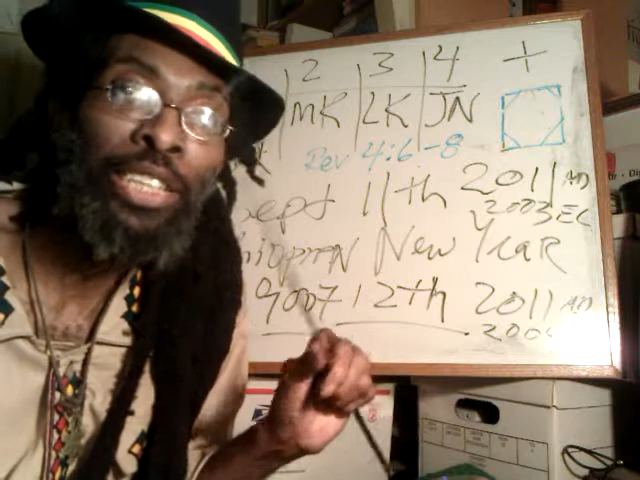 2 3 4 +
MK LK JN
Rev 4:6-8
Sept 11th 2011 AD
2003 EC
New Year
12th 2011 AD